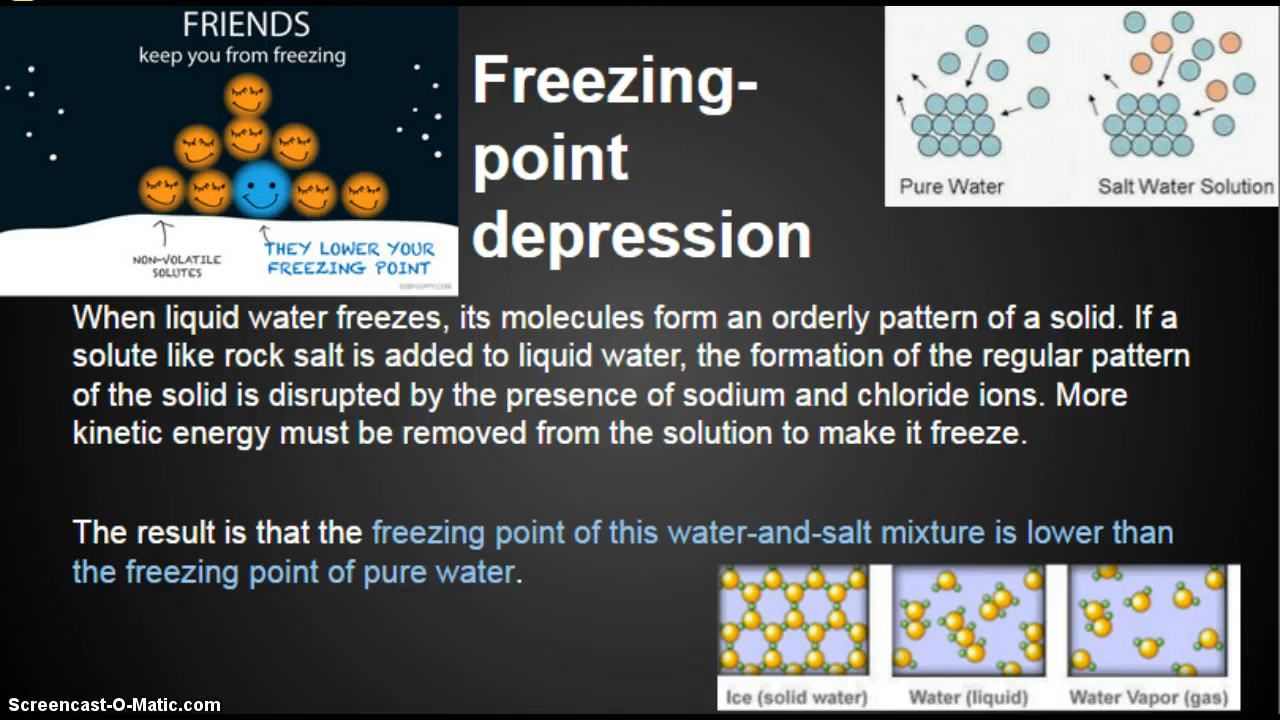 FRIENDS
keep you from freezing
NON-VOLATILE
SOLUTES
THEY LOWER YOUR
FREEZING POINT
Freezing-
point
depression
Pure Water
Salt Water Solution
When liquid water freezes, its molecules form an orderly pattern of a solid. If a
solute like rock salt is added to liquid water, the formation of the regular pattern
of the solid is disrupted by the presence of sodium and chloride ions. More
kinetic energy must be removed from the solution to make it freeze.
The result is that the freezing point of this water-and-salt mixture is lower than
the freezing point of pure water.
Ice (solid water)
Water (liquid)
Water Vapor (gas)
Screencast-O-Matic.com